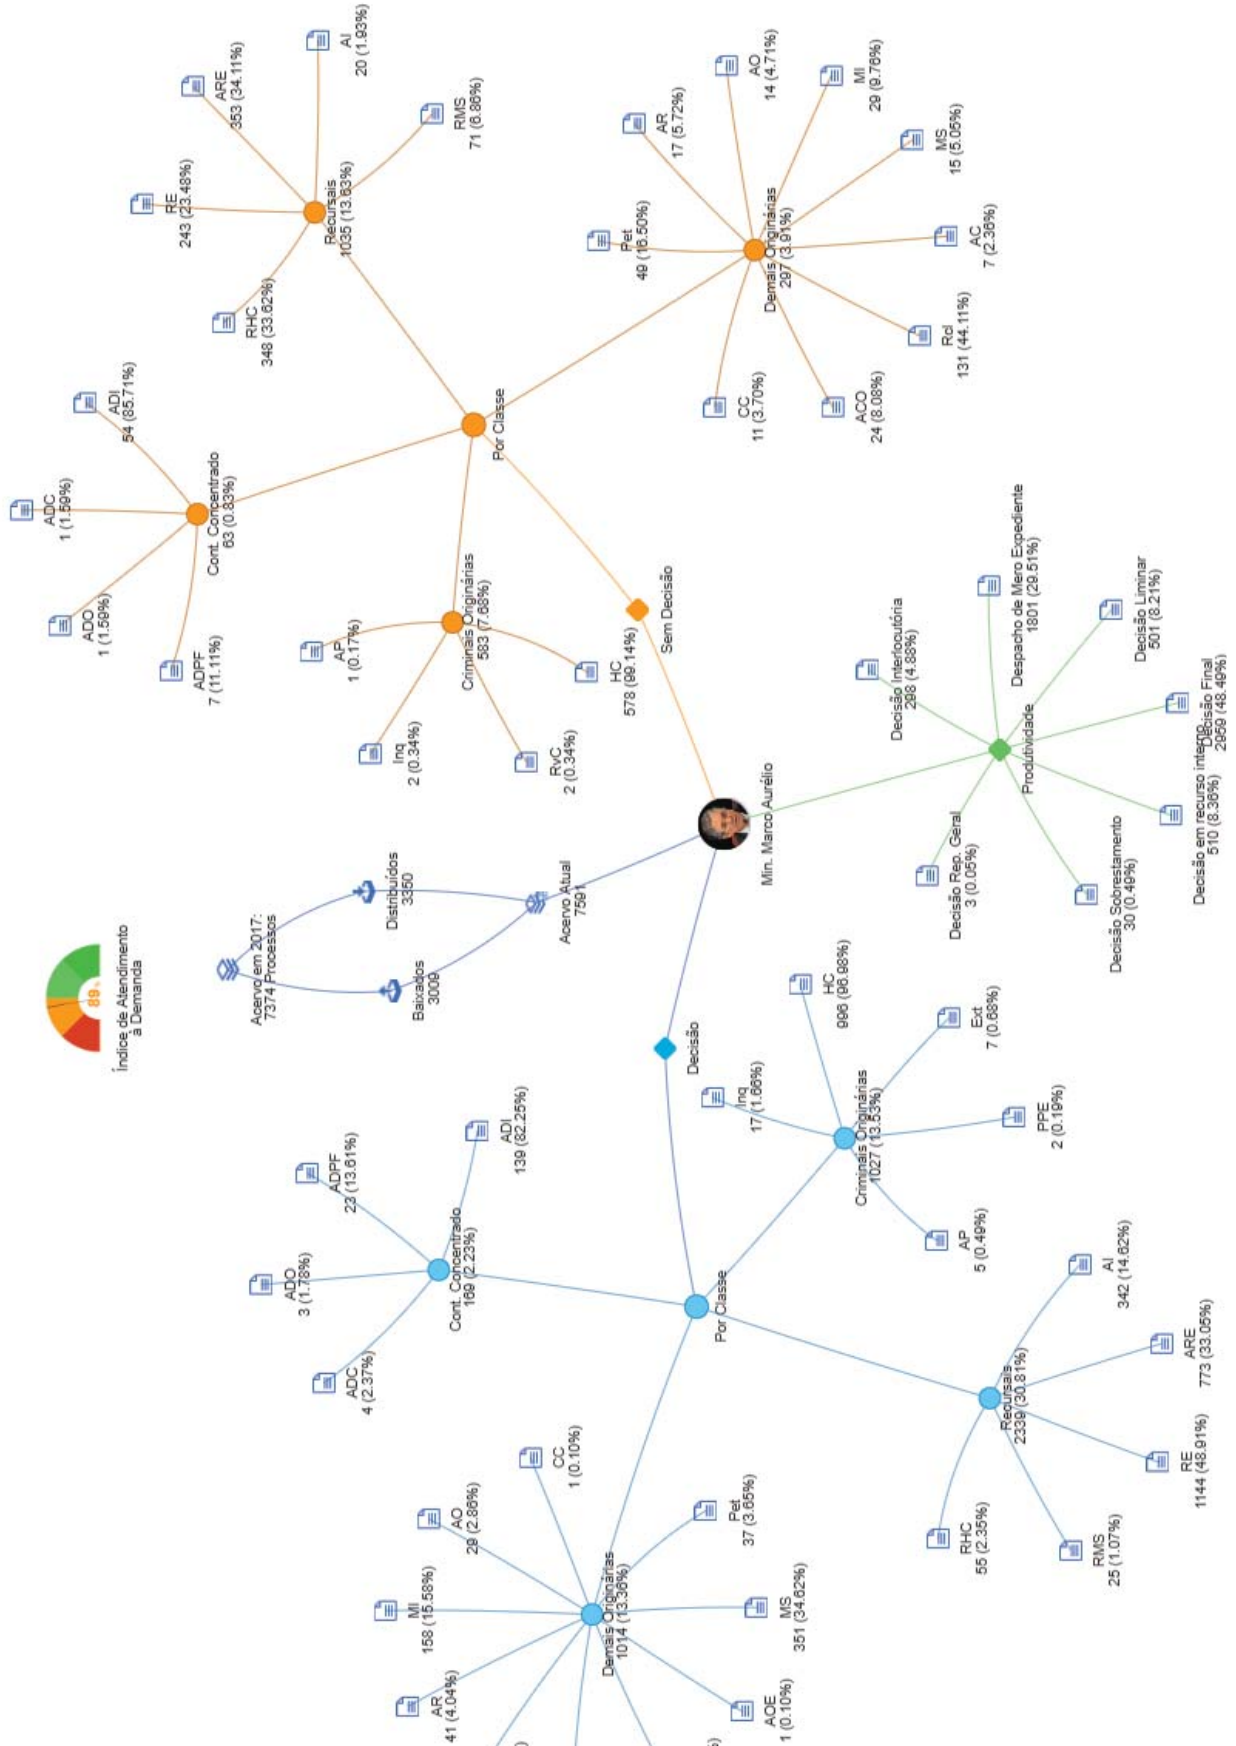 Índice de Atendimento
à Demanda
89%
Acervo em 2017:
7374 Processos
Distribuídos
3350
Baixados
3009
Acervo Atual
7591
Min. Marco Aurélio
Decisão
Por Classe
Cont. Concentrado
169 (2.23%)
ADC
4 (2.37%)
ADO
3 (1.78%)
ADPF
23 (13.61%)
ADI
139 (82.25%)
Criminais Originárias
1027 (13.53%)
Inq
17 (1.66%)
HC
996 (96.98%)
Ext
7 (0.68%)
PPE
2 (0.19%)
AP
5 (0.49%)
Recursais
2339 (30.81%)
AI
342 (14.62%)
ARE
773 (33.05%)
RE
1144 (48.91%)
RMS
25 (1.07%)
RHC
55 (2.35%)
Demais Originárias
1014 (13.36%)
AR
41 (4.04%)
MI
158 (15.58%)
AO
29 (2.86%)
CC
1 (0.10%)
Pet
37 (3.65%)
MS
351 (34.62%)
AOE
1 (0.10%)
Sem Decisão
Por Classe
Criminais Originárias
583 (7.68%)
Inq
2 (0.34%)
AP
1 (0.17%)
RvC
2 (0.34%)
HC
578 (99.14%)
Cont. Concentrado
63 (0.83%)
ADPF
7 (11.11%)
ADO
1 (1.59%)
ADC
1 (1.59%)
ADI
54 (85.71%)
Recursais
1035 (13.63%)
RHC
348 (33.62%)
RE
243 (23.48%)
ARE
353 (34.11%)
AI
20 (1.93%)
RMS
71 (6.86%)
Demais Originárias
297 (3.91%)
CC
11 (3.70%)
Pet
49 (16.50%)
AR
17 (5.72%)
AO
14 (4.71%)
MI
29 (9.76%)
MS
15 (5.05%)
AC
7 (2.36%)
Rcl
131 (44.11%)
ACO
24 (8.08%)
Produtividade
Decisão Interlocutória
298 (4.88%)
Despacho de Mero Expediente
1801 (29.51%)
Decisão Liminar
501 (8.21%)
Decisão Final
2959 (48.49%)
Decisão em recurso interno
510 (8.36%)
Decisão Sobrestamento
30 (0.49%)
Decisão Rep. Geral
3 (0.05%)